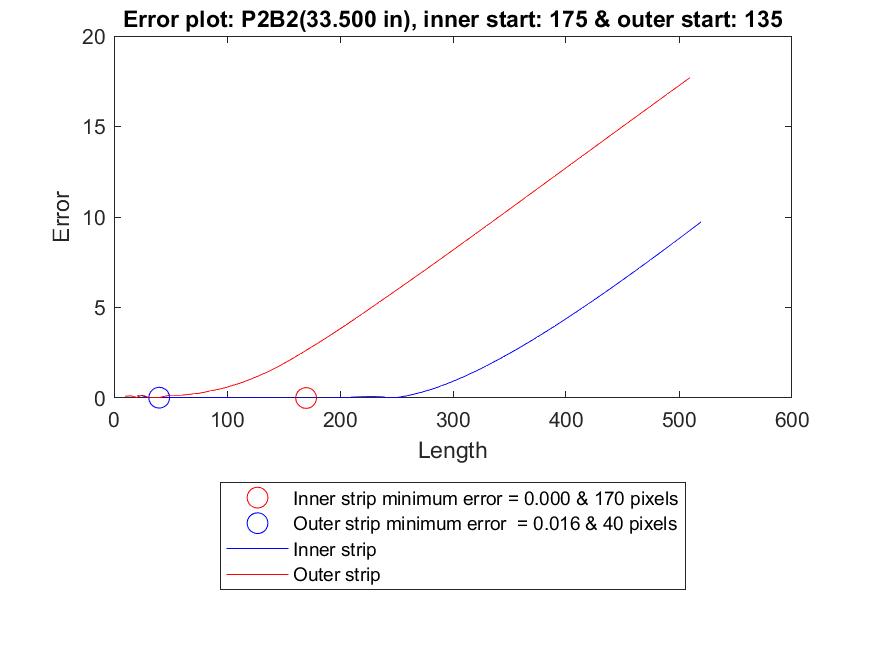 Error plot: P2B2(33.500 in), inner start: 175 & outer start: 135
20
15
10
5
0
Error
0 100 200 300 400 500 600
Length
Inner strip minimum error = 0.000 & 170 pixels
Outer strip minimum error  = 0.016 & 40 pixels
Inner strip
Outer strip